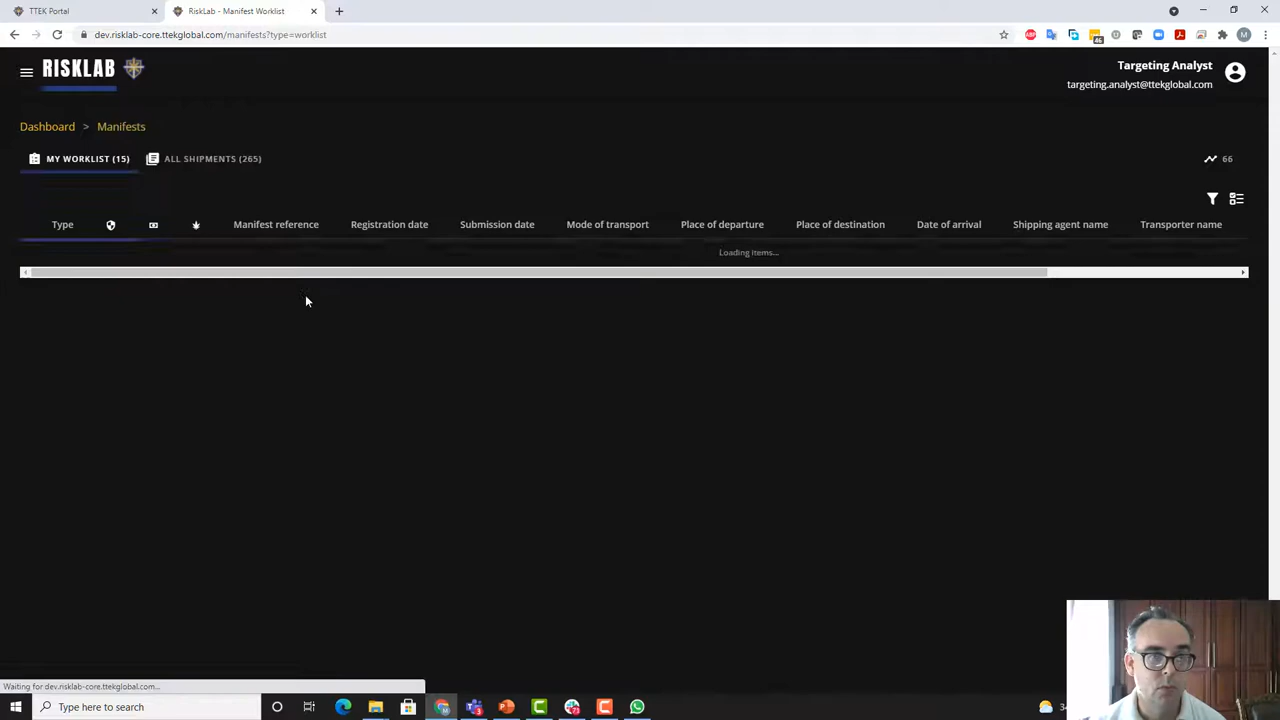 TTEK Portal
RiskLab - Manifest Worklist
dev.risklab-core.ttekglobal.com/manifests?type=worklist
ABP
46
M
RISKLAB
Targeting Analyst
targeting.analyst@ttekglobal.com
Dashboard > Manifests
MY WORKLIST (15)
ALL SHIPMENTS (265)
66
Type
Manifest reference
Registration date
Submission date
Mode of transport
Place of departure
Place of destination
Date of arrival
Shipping agent name
Transporter name
Loading items...
Waiting for dev.risklab-core.ttekglobal.com...
Type here to search